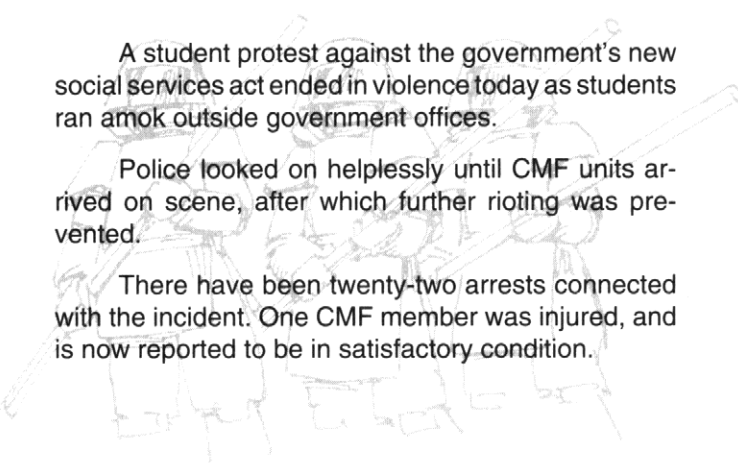 A student protest against the government's new
social services act ended in violence today as students
ran amok outside government offices.
Police looked on helplessly until CMF units ar-
rived on scene, after which further rioting was pre-
vented.
There have been twenty-two arrests connected
with the incident. One CMF member was injured, and
is now reported to be in satisfactory condition.